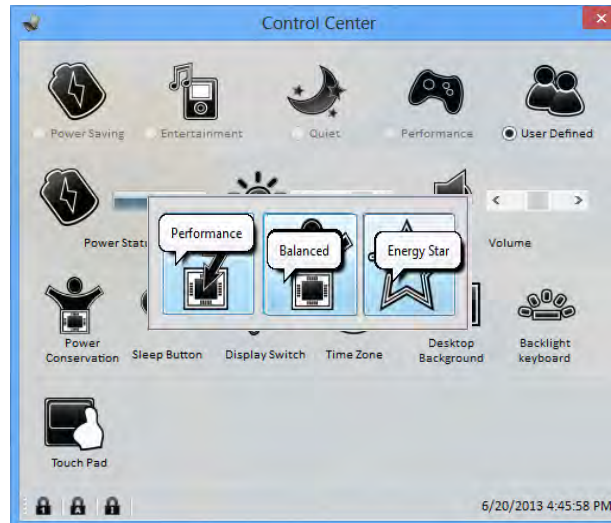 Control Center
Power Saving
Entertainment
Quiet
Performance
User Defined
Performance
Balanced
Energy Star
Power Stat
Volume
Power
Conservation
Sleep Button
Display Switch
Time Zone
Desktop
Background
Backlight
keyboard
Touch Pad
1
A
6/20/2013 4:45:58 PM